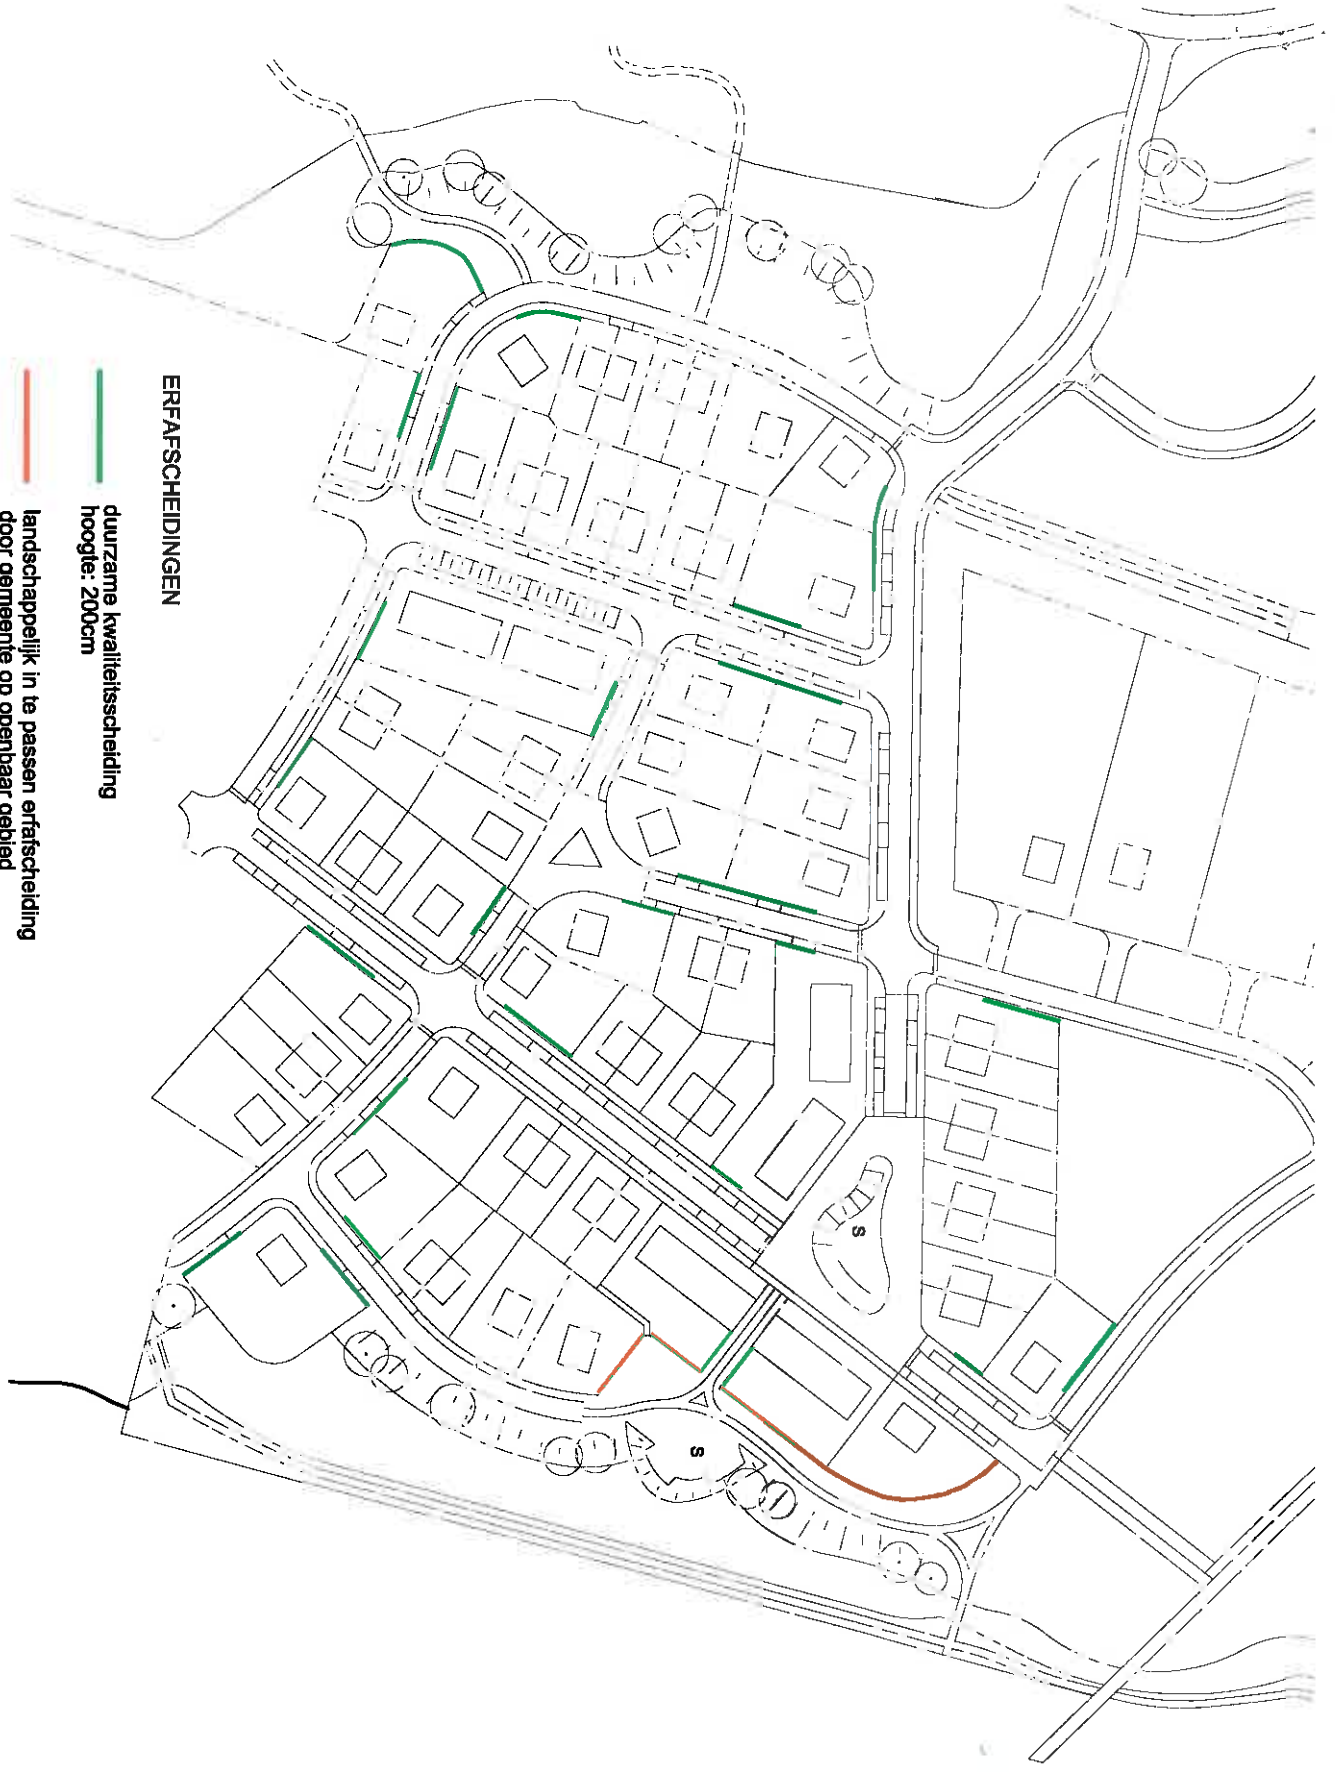 ERFAFSCHEIDINGEN
duurzame kwaliteitsscheiding
hoogte: 200cm
landschappelijk in te passen erfafscheiding
door gemeente op openbaar gebied
S
S